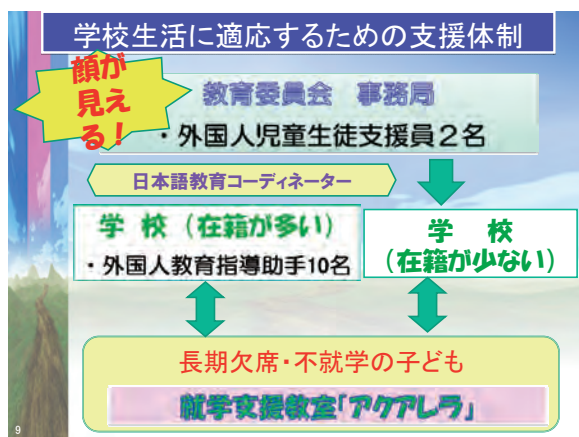 学校生活に適応するための支援体制
顔が
見え
る！
教育委員会　事務局
・外国人児童生徒支援員２名
日本語教育コーディネーター
学 校（在籍が多い）
・外国人教育指導助手10名
学　校
（在籍が少ない）
長期欠席・不就学の子ども
就学支援教室「アクアレラ」
9